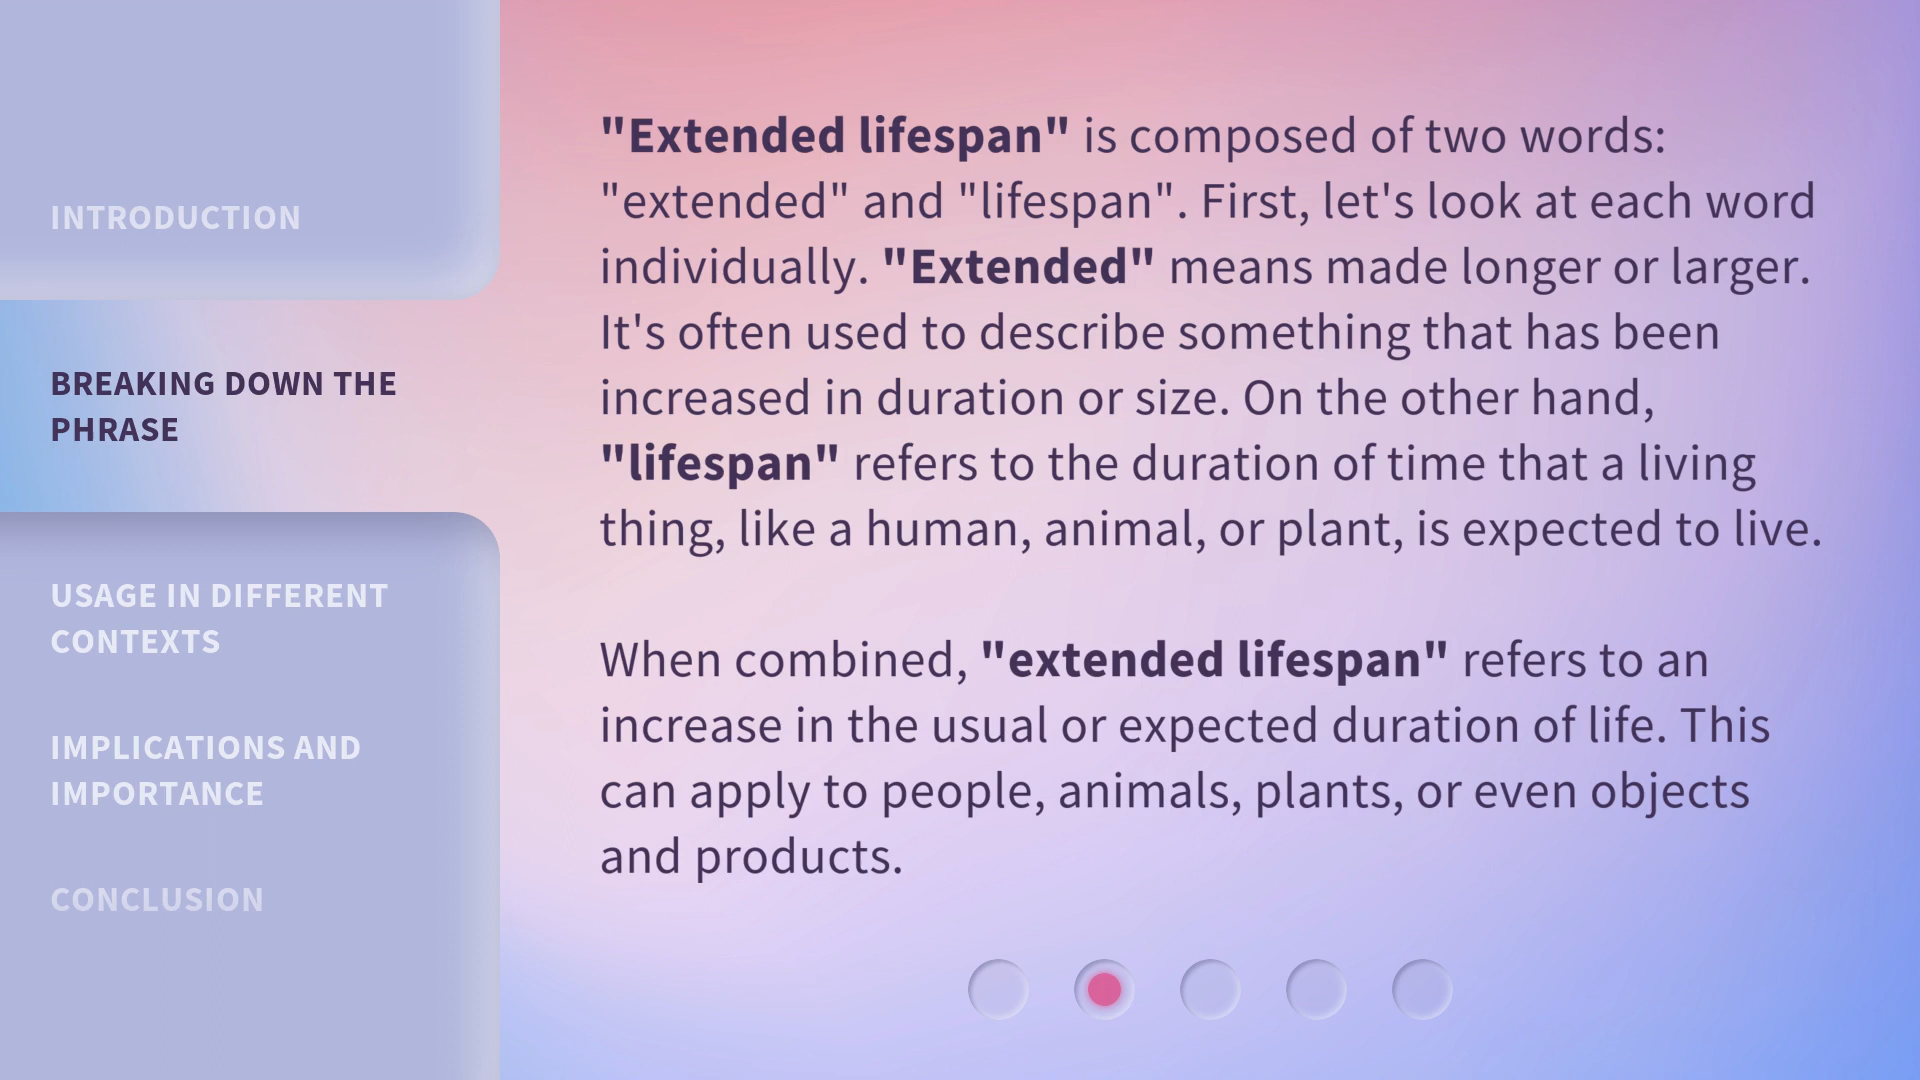 INTRODUCTION
BREAKING DOWN THE
PHRASE
USAGE IN DIFFERENT
CONTEXTS
IMPLICATIONS AND
IMPORTANCE
CONCLUSION
"Extended lifespan" is composed of two words:
"extended" and "lifespan". First, let's look at each word
individually. "Extended" means made longer or larger.
It's often used to describe something that has been
increased in duration or size. On the other hand,
"lifespan" refers to the duration of time that a living
thing, like a human, animal, or plant, is expected to live.
When combined, "extended lifespan" refers to an
increase in the usual or expected duration of life. This
can apply to people, animals, plants, or even objects
and products.